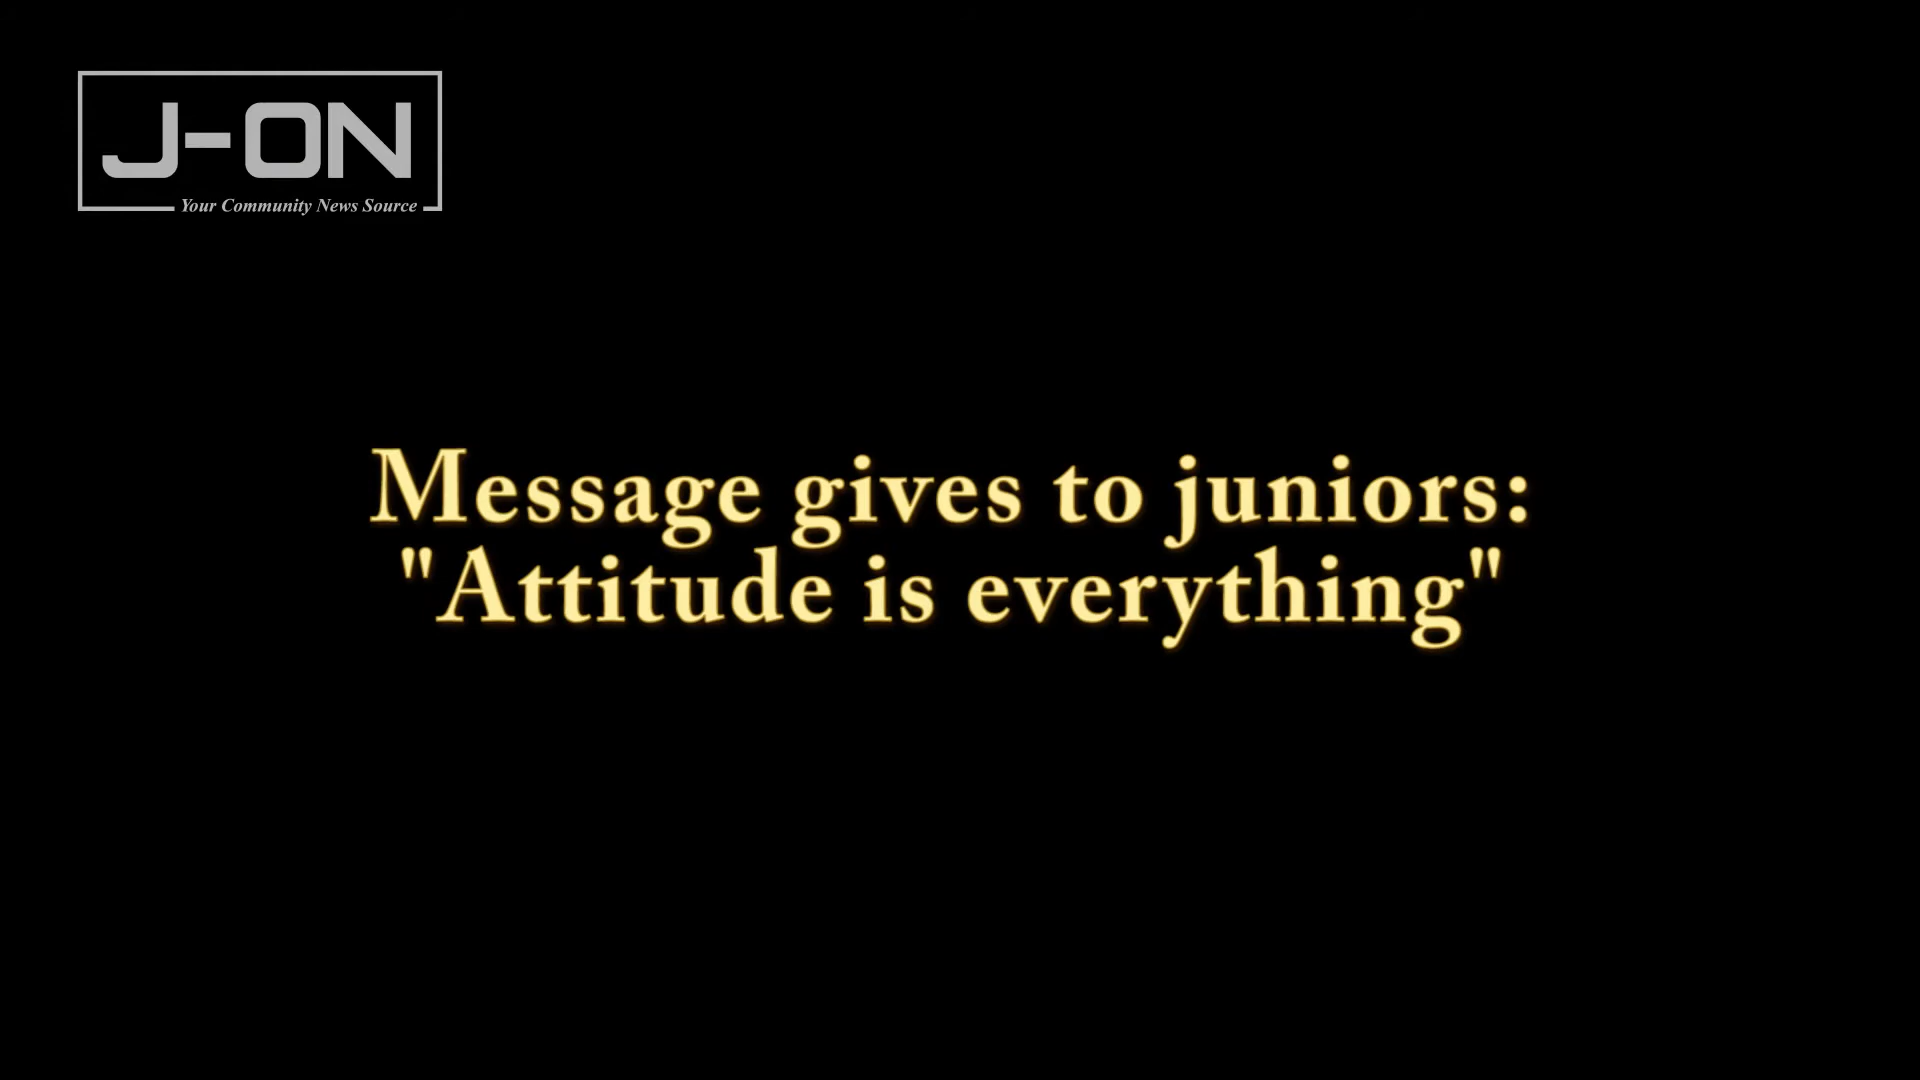 J-ON
Your Community News Source
Message gives to juniors:
"Attitude is everything"